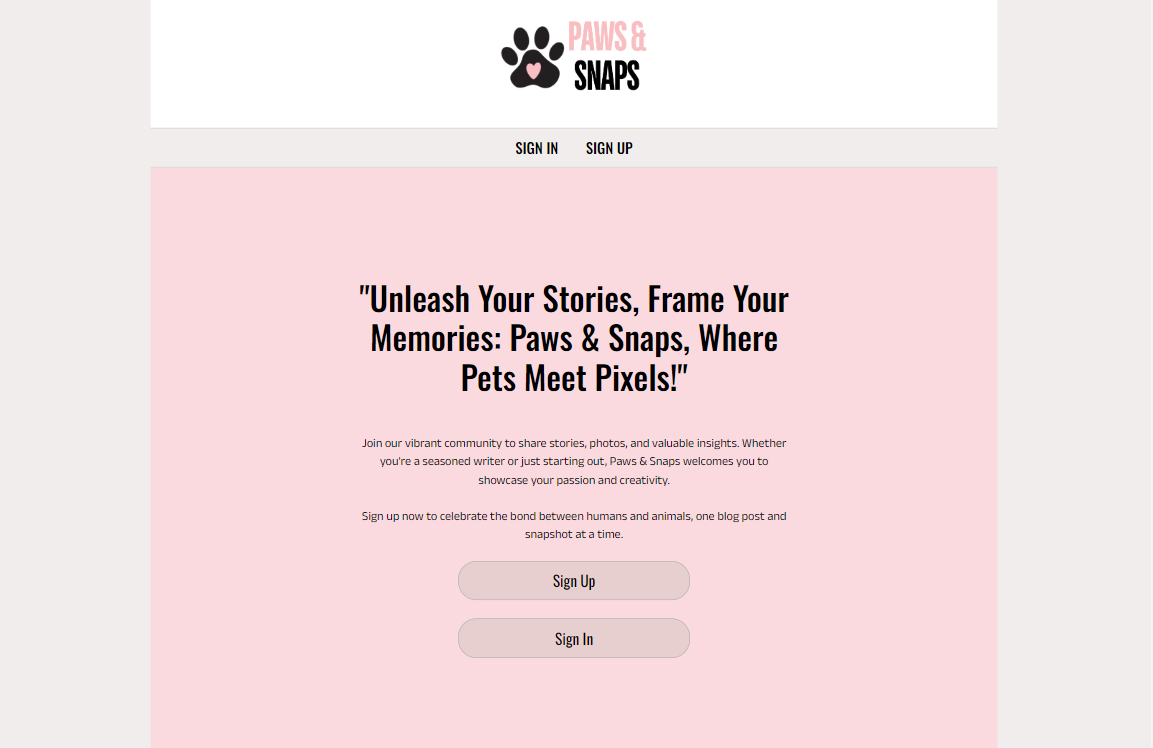 PAWS &
SNAPS
SIGN IN SIGN UP
"Unleash Your Stories, Frame Your
Memories: Paws & Snaps, Where
Pets Meet Pixels!"
Join our vibrant community to share stories, photos, and valuable insights. Whether
you're a seasoned writer or just starting out, Paws & Snaps welcomes you to
showcase your passion and creativity.
Sign up now to celebrate the bond between humans and animals, one blog post and
snapshot at a time.
Sign Up
Sign In